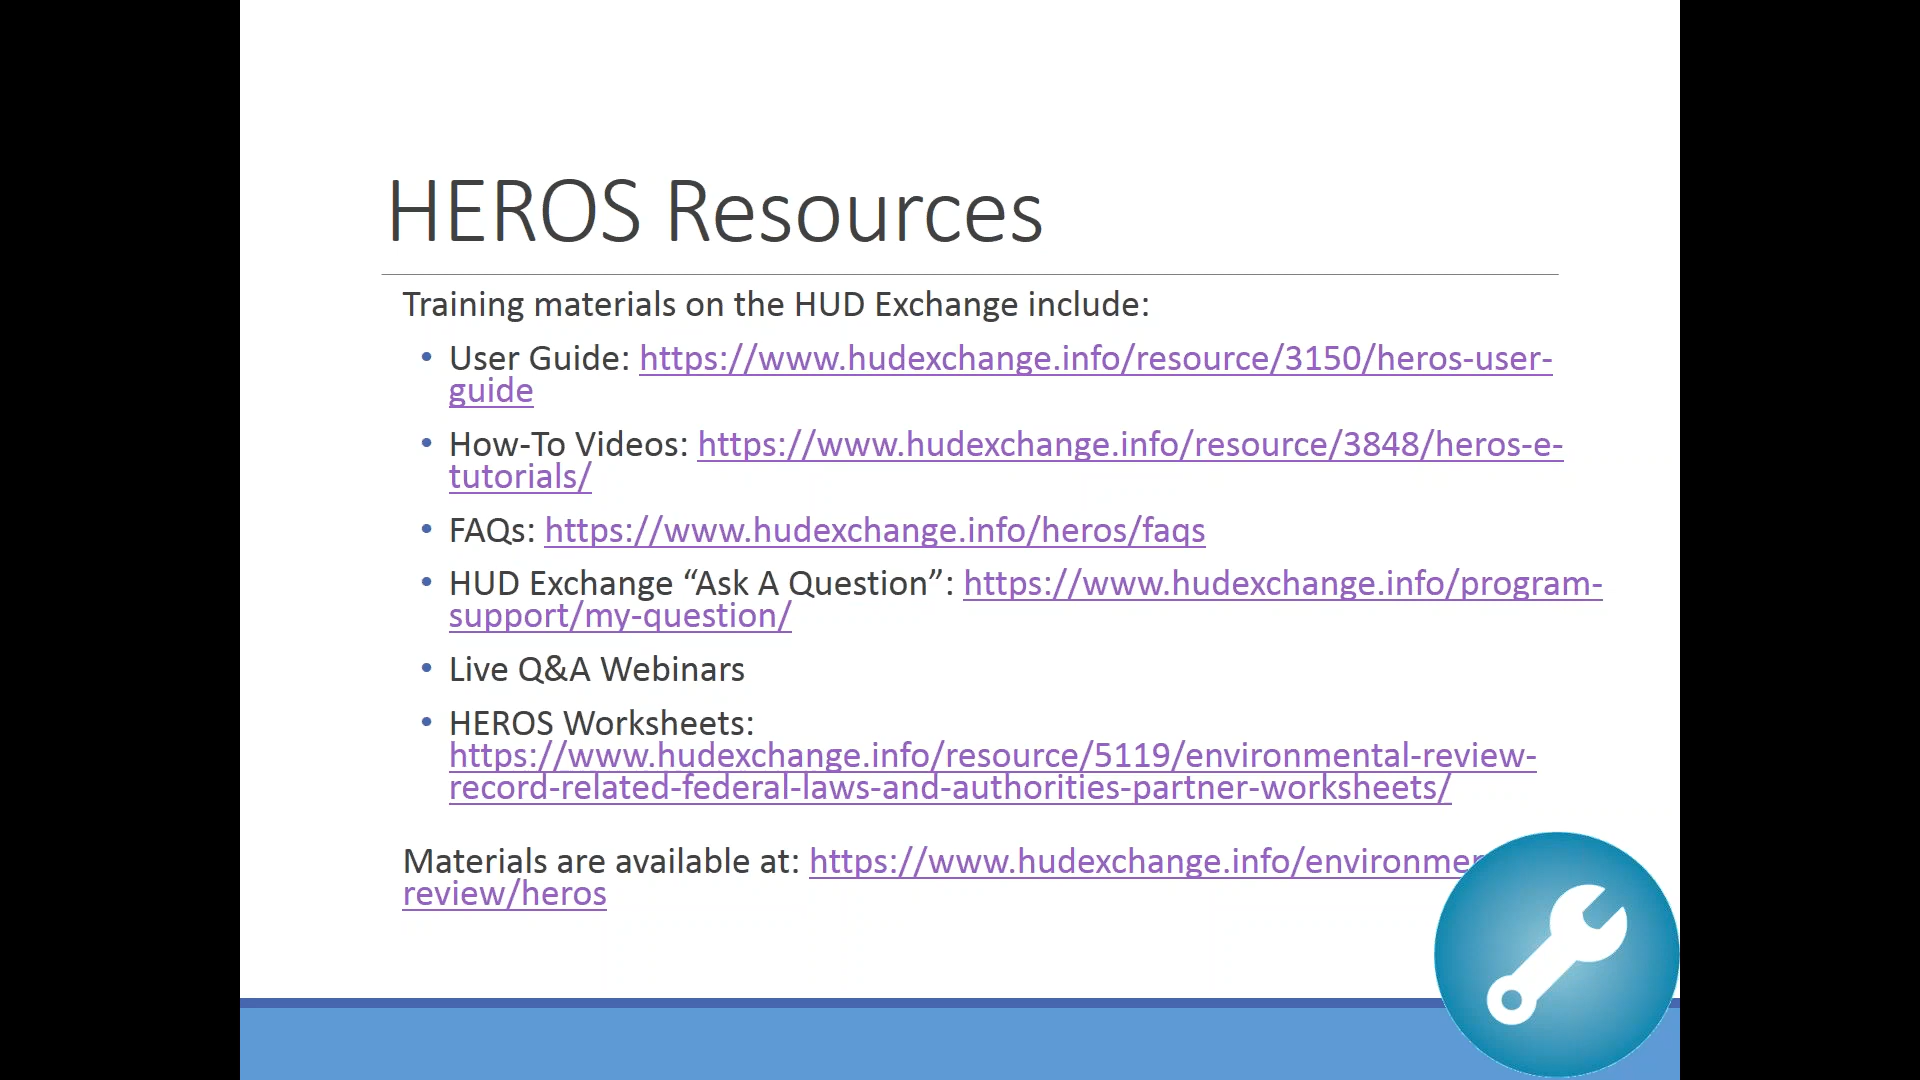 HEROS Resources
Training materials on the HUD Exchange include:
• User Guide: https://www.hudexchange.info/resource/3150/heros-user-
guide
• How-To Videos: https://www.hudexchange.info/resource/3848/heros-e-
tutorials/
• FAQs: https://www.hudexchange.info/heros/faqs
• HUD Exchange “Ask A Question”: https://www.hudexchange.info/program-
support/my-question/
• Live Q&A Webinars
• HEROS Worksheets:
https://www.hudexchange.info/resource/5119/environmental-review-
record-related-federal-laws-and-authorities-partner-worksheets/
Materials are available at: https://www.hudexchange.info/environme
review/heros